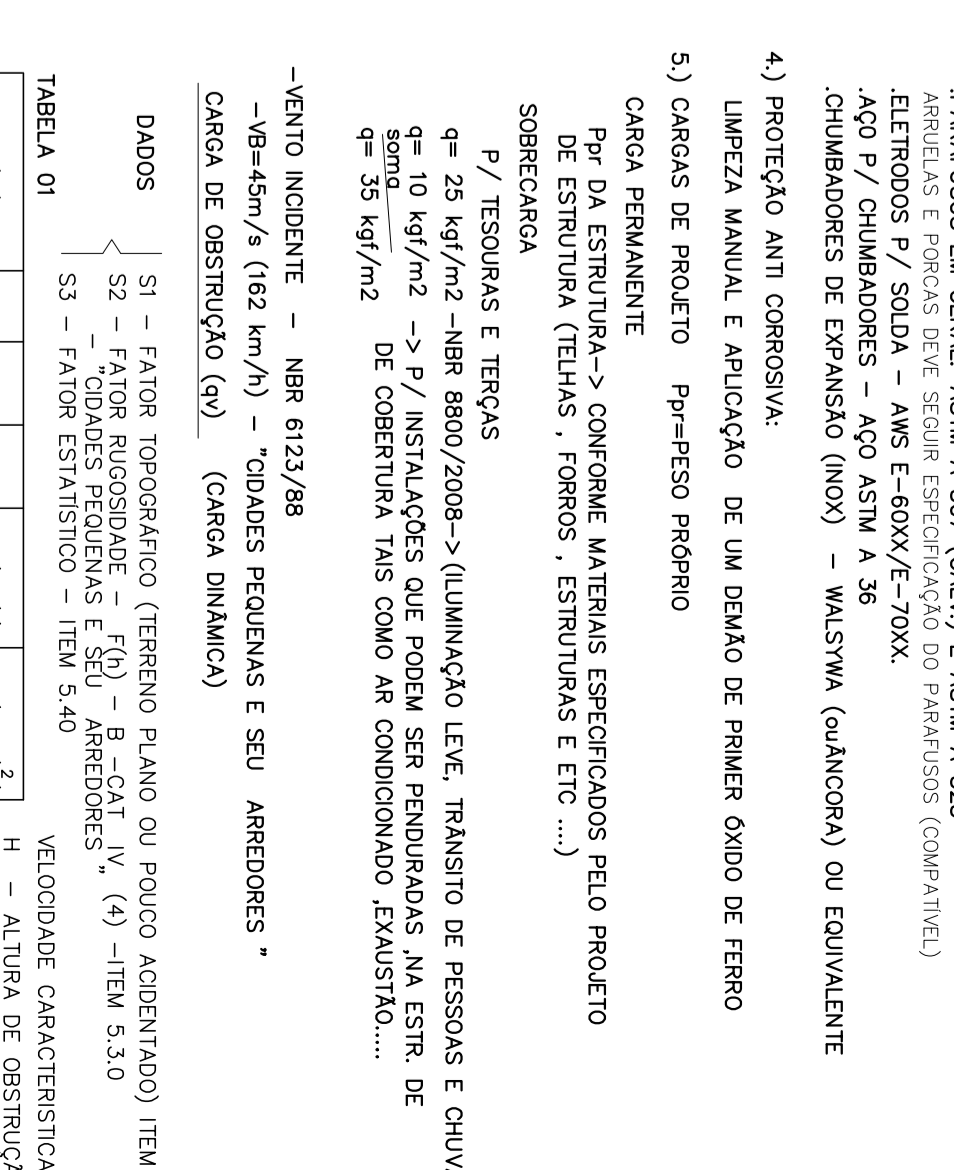 ARRUELAS E PORCAS DEVE SEGUIR ESPECIFICAÇÃO DO PARAFUSOS (COMPATÍVEL)
.ELETRODOS P/ SOLDA – AWS E–60XX/E–70XX.
.AÇO P/ CHUMBADORES – AÇO ASTM A 36
.CHUMBADORES DE EXPANSÃO (INOX) – WALSYWA (ouÂNCORA) OU EQUIVALENTE
4.) PROTEÇÃO ANTI CORROSIVA:
LIMPEZA MANUAL E APLICAÇÃO DE UM DEMÃO DE PRIMER ÓXIDO DE FERRO
5.) CARGAS DE PROJETO Ppr=PESO PRÓPRIO
CARGA PERMANENTE
Ppr DA ESTRUTURA–> CONFORME MATERIAIS ESPECIFICADOS PELO PROJETO
DE ESTRUTURA (TELHAS , FORROS , ESTRUTURAS E ETC ....)
SOBRECARGA
P/ TESOURAS E TERÇAS
q= 25 kgf/m2 –NBR 8800/2008–> (ILUMINAÇÃO LEVE, TRÂNSITO DE PESSOAS E CHUVA
q= 10 kgf/m2 –> P/ INSTALAÇÕES QUE PODEM SER PENDURADAS ,NA ESTR. DE
soma DE COBERTURA TAIS COMO AR CONDICIONADO ,EXAUSTÃO.....
q= 35 kgf/m2
–VENTO INCIDENTE – NBR 6123/88
–VB=45m/s (162 km/h) – "CIDADES PEQUENAS E SEU ARREDORES "
CARGA DE OBSTRUÇÃO (qv) (CARGA DINÂMICA)
DADOS
S1 – FATOR TOPOGRÁFICO (TERRENO PLANO OU POUCO ACIDENTADO) ITEM
S2 – FATOR RUGOSIDADE – F(h) – B –CAT IV„ (4) –ITEM 5.3.0
– "CIDADES PEQUENAS E SEU ARREDORES "
S3 – FATOR ESTATÍSTICO – ITEM 5.40
TABELA 01
VELOCIDADE CARACTERISTICA
H – ALTURA DE